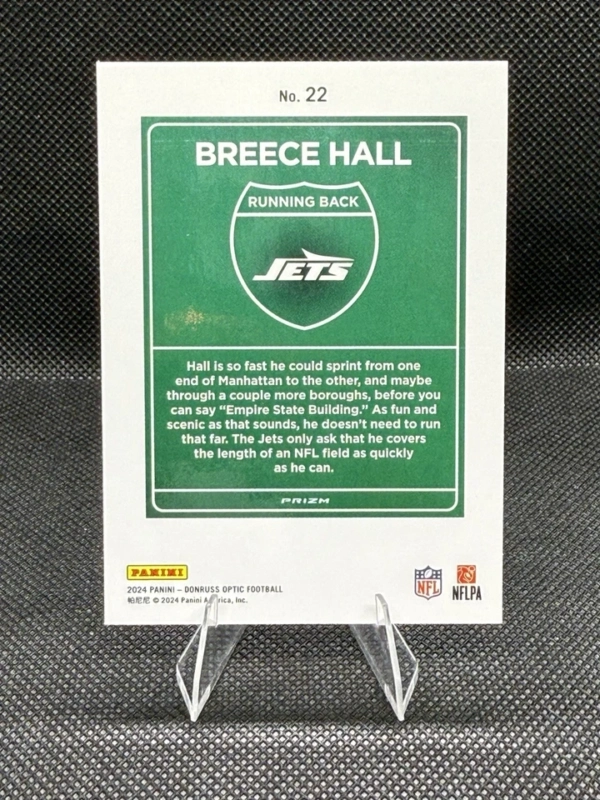 No. 22
BREECE HALL
RUNNING BACK
JETS
Hall is so fast he could sprint from one
end of Manhattan to the other, and maybe
through a couple more boroughs, before you
can say “Empire State Building.” As fun and
scenic as that sounds, he doesn’t need to run
that far. The Jets only ask that he covers
the length of an NFL field as quickly
as he can.
PRIZM
PANINI
2024 PANINI – DONRUSS OPTIC FOOTBALL
帕尼尼 © 2024 Panini America, Inc.
NFL
NFLPA